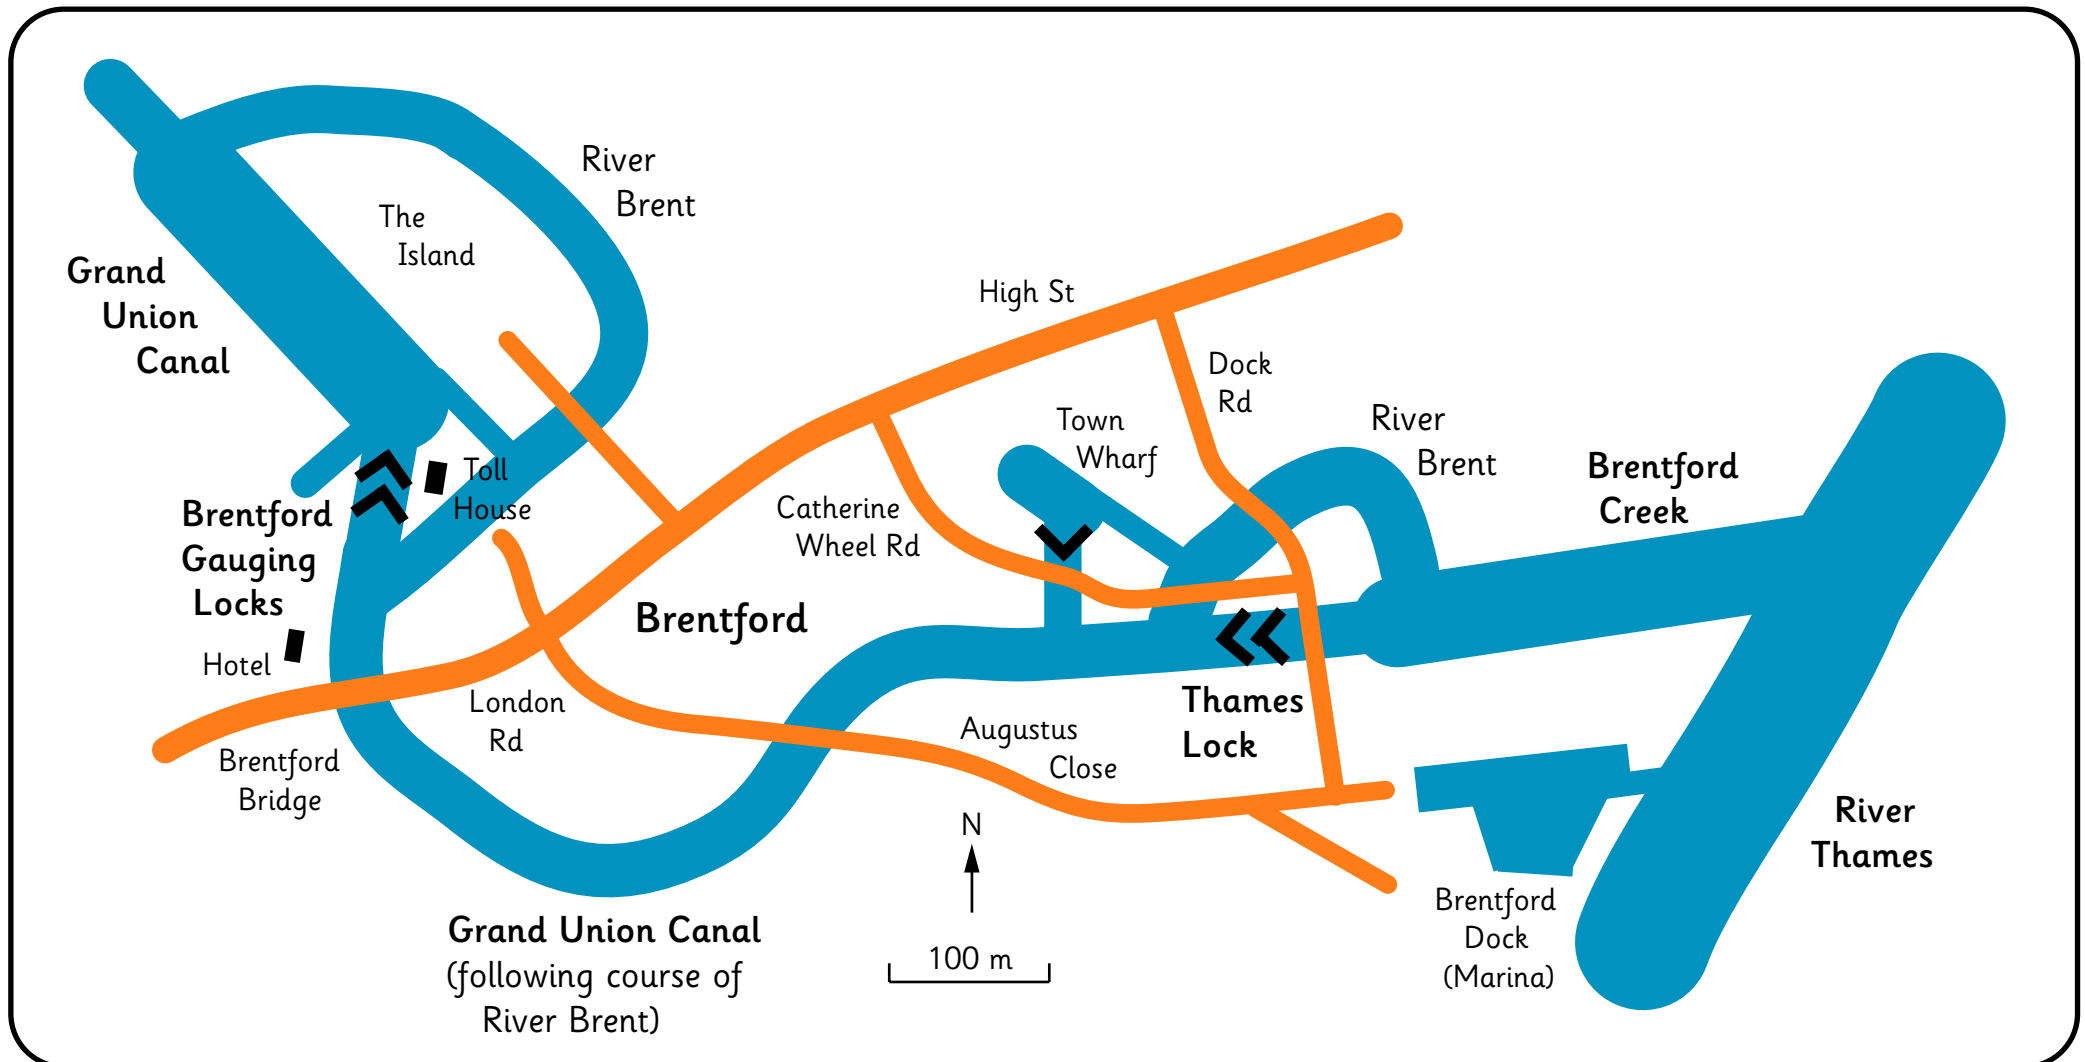 River
Brent
The
Island
Grand
Union
Canal
High St
Dock
Rd
Town
Wharf
River
Brent
Brentford
Creek
Toll
House
Catherine
Wheel Rd
Brentford
Gauging
Locks
Brentford
Hotel
London
Rd
Thames
Lock
Augustus
Close
Brentford
Bridge
River
Thames
N
100 m
Brentford
Dock
(Marina)
Grand Union Canal
(following course of
River Brent)